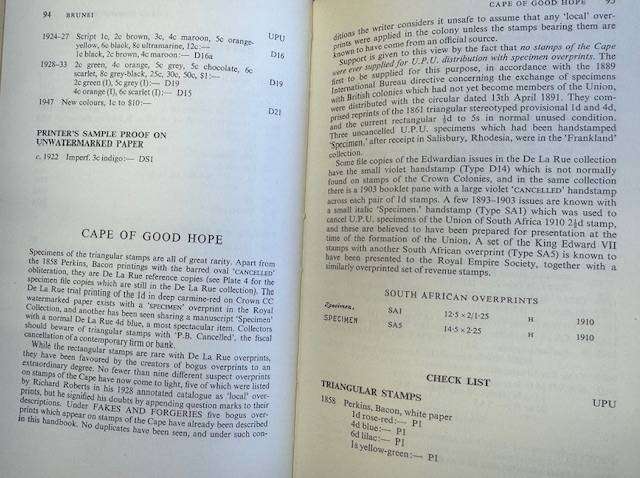 94 BRUNEI
1924–27 Script 1c, 2c brown, 3c, 4c maroon, 5c orange- UPU
yellow, 6c black, 8c ultramarine, 12c:—
1c black, 2c brown, 4c maroon:— D16a D16
1928–33 2c green, 4c orange, 5c grey, 5c chocolate, 6c
scarlet, 8c grey-black, 25c, 30c, 50c, $1:— D19
2c green (I), 5c grey (I):— D19
4c orange (I), 6c scarlet (I):— D15
1947 New colours, 1c to $10:— D21
PRINTER'S SAMPLE PROOF ON
UNWATERMARKED PAPER
c. 1922 Imperf. 3c indigo:— DS1
CAPE OF GOOD HOPE
Specimens of the triangular stamps are all of great rarity. Apart from
the 1858 Perkins, Bacon printings with the barred oval 'CANCELLED'
obliteration, they are De La Rue reference copies (see Plate 4 for the
specimen file copies which are still in the De La Rue collection). The
De La Rue trial printing of the 1d in deep carmine-red on Crown CC
watermarked paper exists with a 'SPECIMEN' overprint in the Royal
Collection, and another has been seen sharing a manuscript 'Specimen'
with a normal De La Rue 4d blue, a most spectacular item. Collectors
should beware of triangular stamps with 'P.B. Cancelled', the fiscal
cancellation of a contemporary firm or bank.
While the rectangular stamps are rare with De La Rue overprints,
they have been favoured by the creators of bogus overprints to an
extraordinary degree. No fewer than nine different suspect overprints
on stamps of the Cape have now come to light, five of which were listed
by Richard Roberts in his 1928 annotated catalogue as 'local' over-
prints, but he signified his doubts by appending question marks to their
descriptions. Under FAKES AND FORGERIES five bogus over-
prints which appear on stamps of the Cape have already been described
in this handbook. No duplicates have been seen, and under such con-
CAPE OF GOOD HOPE 95
ditions the writer considers it unsafe to assume that any 'local' over-
prints were applied in the colony unless the stamps bearing them are
known to have come from an official source.
Support is given to this view by the fact that no stamps of the Cape
were ever supplied for U.P.U. distribution with specimen overprints. The
first to be supplied for this purpose, in accordance with the 1889
International Bureau directive concerning the exchange of specimens
with British colonies which had not yet become members of the Union,
were distributed with the circular dated 13th April 1891. They com-
prised reprints of the 1861 triangular stereotyped provisional 1d and 4d,
and the current rectangular ½d to 5s in normal unused condition.
Three uncancelled U.P.U. specimens which had been handstamped
'Specimen,' after receipt in Salisbury, Rhodesia, were in the 'Frankland'
collection.
Some file copies of the Edwardian issues in the De La Rue collection
have the small violet handstamp (Type D14) which is not normally
found on stamps of the Crown Colonies, and in the same collection
there is a 1903 booklet pane with a large violet 'CANCELLED' handstamp
across each pair of 1d stamps. A few 1893–1903 issues are known with
a small italic 'Specimen,' handstamp (Type SA1) which was used to
cancel U.P.U. specimens of the Union of South Africa 1910 2½d stamp,
and these are believed to have been prepared for presentation at the
time of the formation of the Union. A set of the King Edward VII
stamps with another South African overprint (Type SA5) is known to
have been presented to the Royal Empire Society, together with a
similarly overprinted set of revenue stamps.
SOUTH AFRICAN OVERPRINTS
Specimen, SA1 12·5 × 2/1·25 H 1910
SPECIMEN SA5 14·5 × 2·25 H 1910
CHECK LIST
TRIANGULAR STAMPS UPU
1858 Perkins, Bacon, white paper
1d rose-red:— P1
4d blue:— P1
6d lilac:— P1
1s yellow-green:— P1